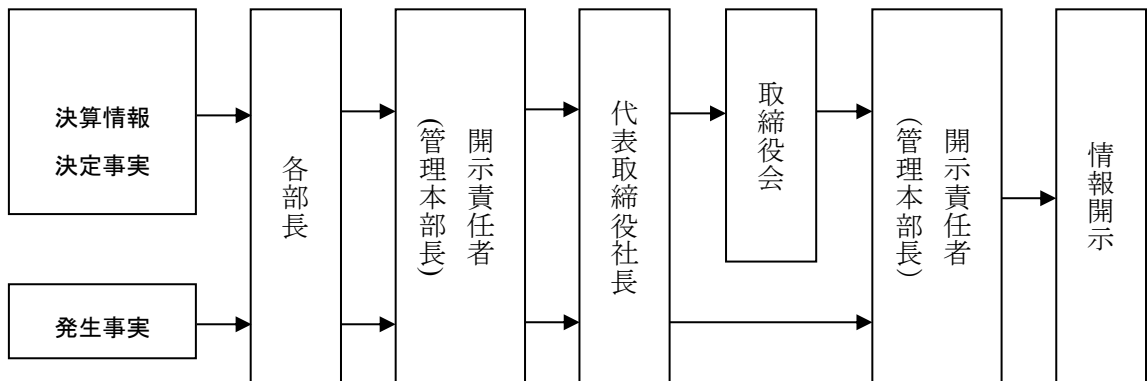 決算情報
決定事実
発生事実
各部長
開示責任者
(管理本部長)
代表取締役社長
取締役会
開示責任者
(管理本部長)
情報開示